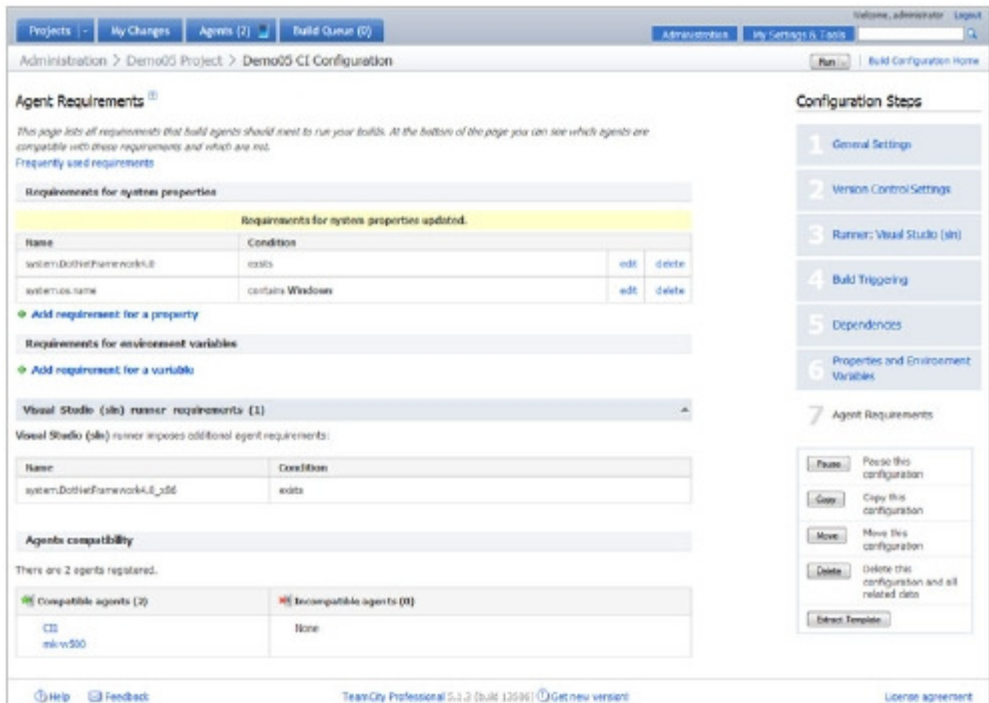 Welcome, administrator Logout
Projects My Changes Agents (2) Build Queue (0) Administration My Settings & Tools
Administration > Demo05 Project > Demo05 CI Configuration Run ... Build Configuration Home
Agent Requirements
This page lists all requirements that build agents should meet to run your builds. At the bottom of the page you can see which agents are
compatible with these requirements and which are not.
Frequently used requirements
Requirements for system properties
Requirements for system properties updated.
Name Condition
system.DotNetFramework4.0 exists edit delete
system.os.name contains Windows edit delete
Add requirement for a property
Requirements for environment variables
Add requirement for a variable
Visual Studio (sln) runner requirements (1)
Visual Studio (sln) runner imposes additional agent requirements:
Name Condition
system.DotNetFramework4.0_x86 exists
Agents compatibility
There are 2 agents registered.
Compatible agents (2) Incompatible agents (0)
None
mk-w500
Configuration Steps
1 General Settings
2 Version Control Settings
3 Runner: Visual Studio (sln)
4 Build Triggering
5 Dependencies
6 Properties and Environment
Variables
7 Agent Requirements
Pause Pause this
configuration
Copy Copy this
configuration
Move Move this
configuration
Delete Delete this
configuration and all
related data
Extract Template
Help Feedback TeamCity Professional 5.1.3 (build 13506) Get new version! License agreement